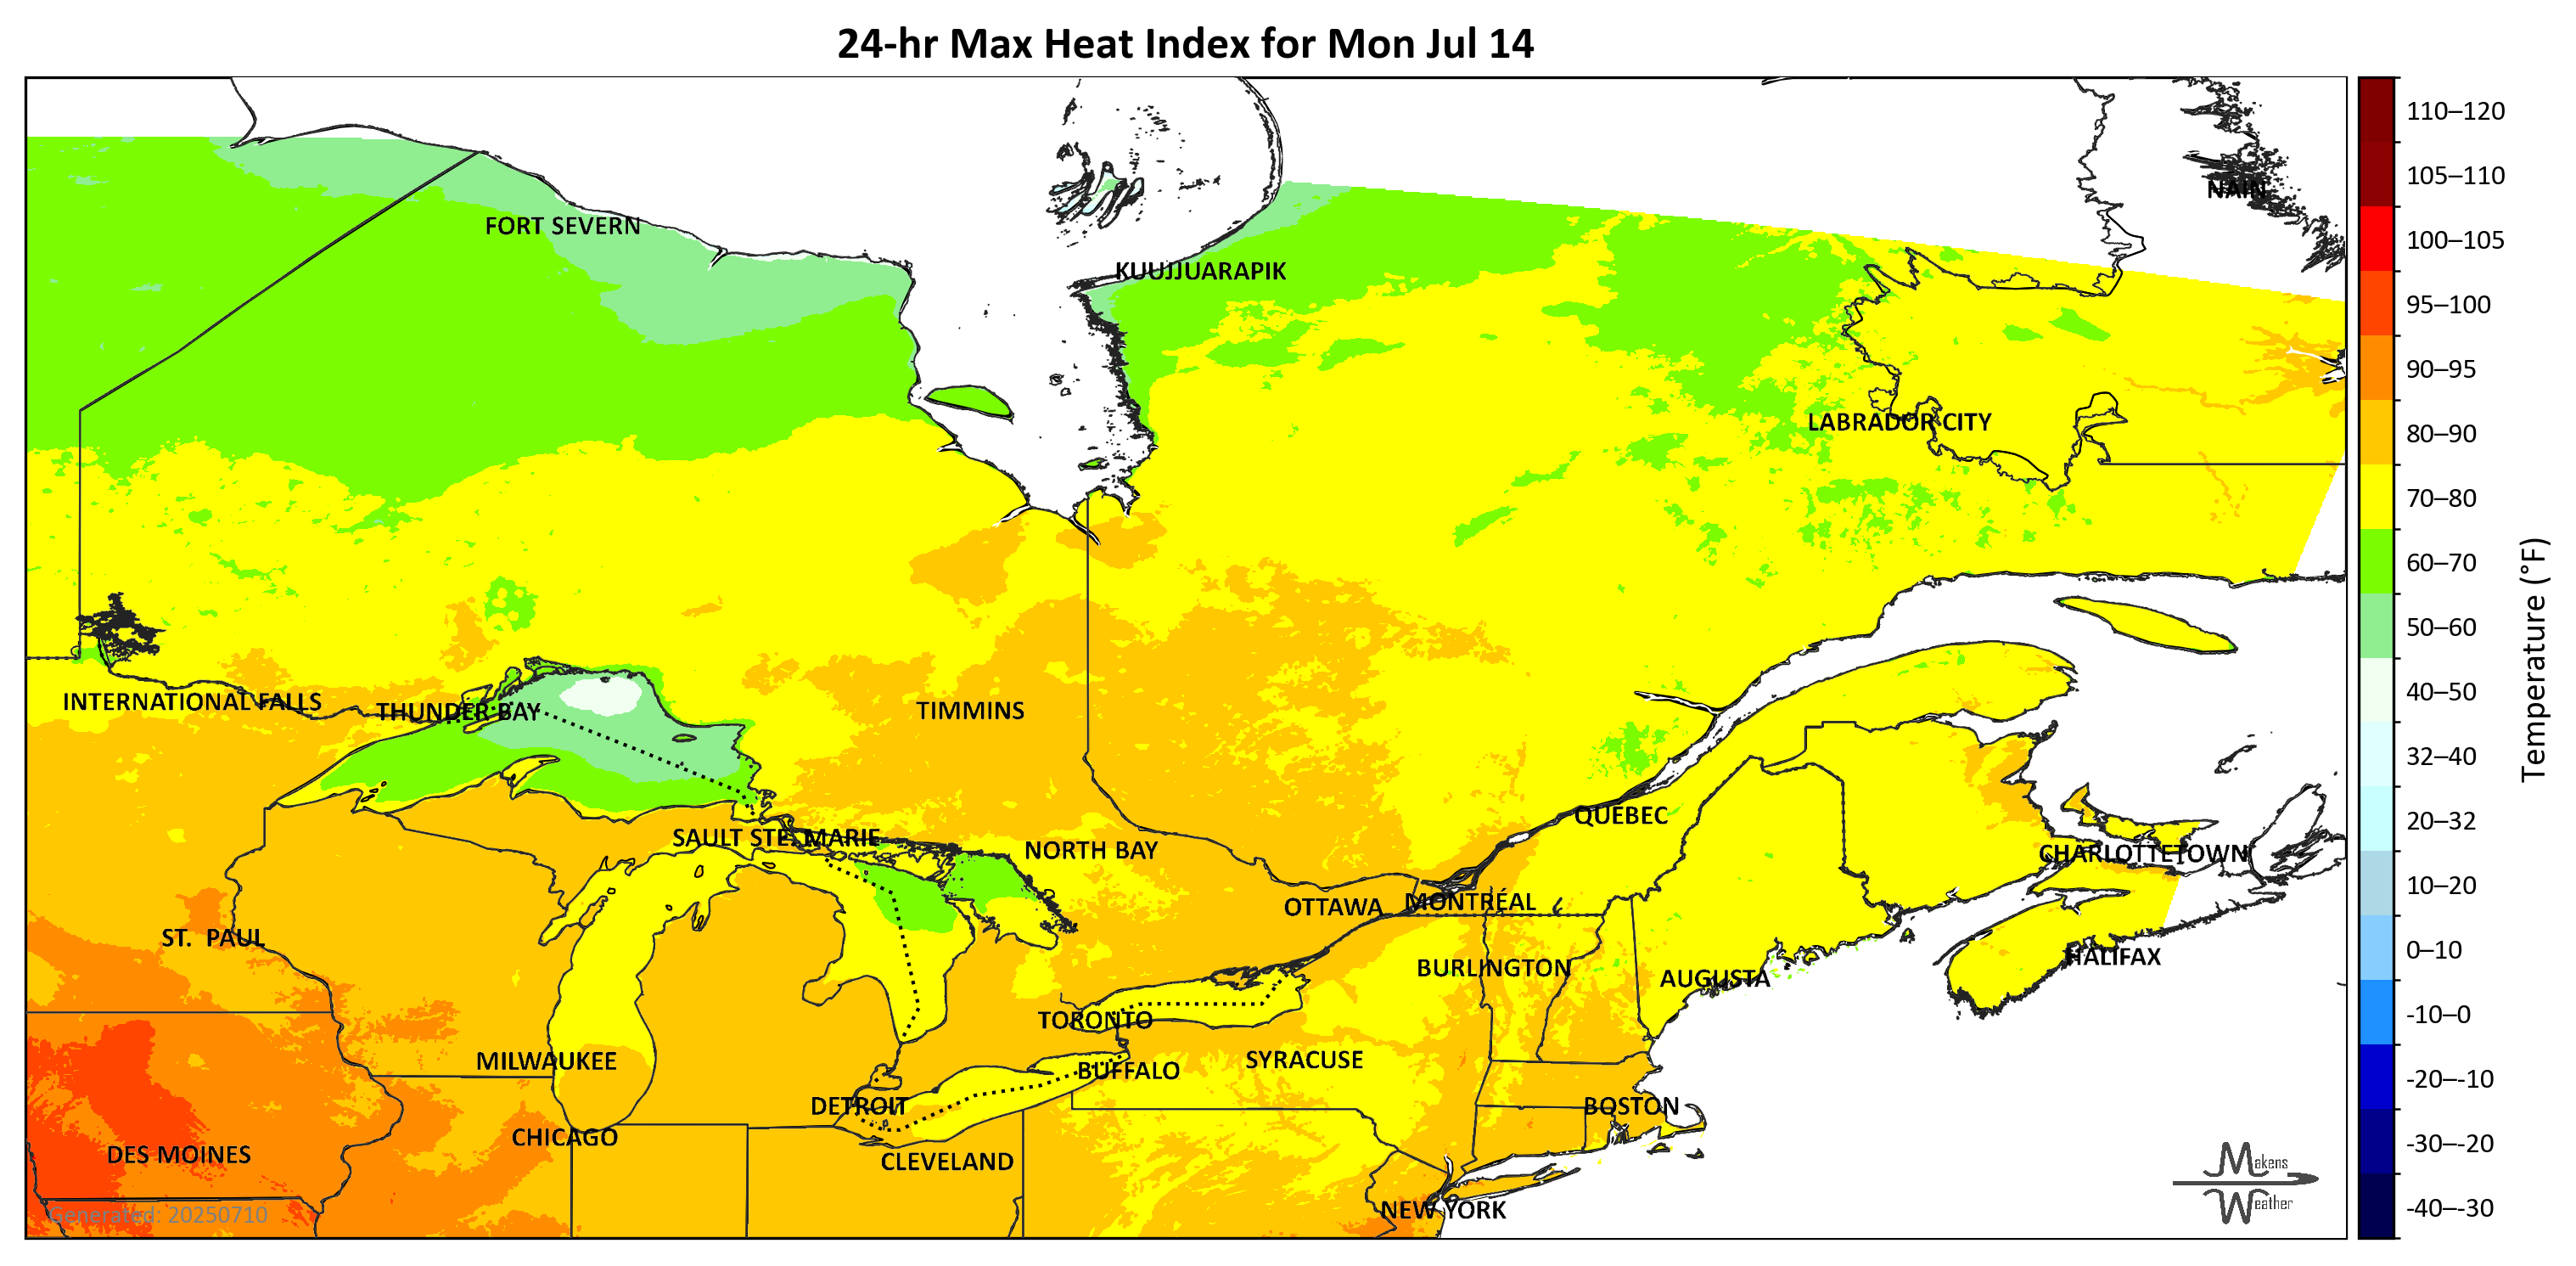 24-hr Max Heat Index for Mon Jul 14
FORT SEVERN
KUUJJUARAPIK
NAIN
LABRADOR CITY
INTERNATIONAL FALLS
THUNDER BAY
TIMMINS
SAULT STE. MARIE
NORTH BAY
QUEBEC
CHARLOTTETOWN
OTTAWA
MONTRÉAL
ST. PAUL
BURLINGTON
AUGUSTA
HALIFAX
TORONTO
MILWAUKEE
BUFFALO
SYRACUSE
DETROIT
BOSTON
CHICAGO
DES MOINES
CLEVELAND
NEW YORK
Generated: 20250710
Makens
Weather
110–120
105–110
100–105
95–100
90–95
80–90
70–80
60–70
50–60
40–50
32–40
20–32
10–20
0–10
-10–0
-20–-10
-30–-20
-40–-30
Temperature (°F)